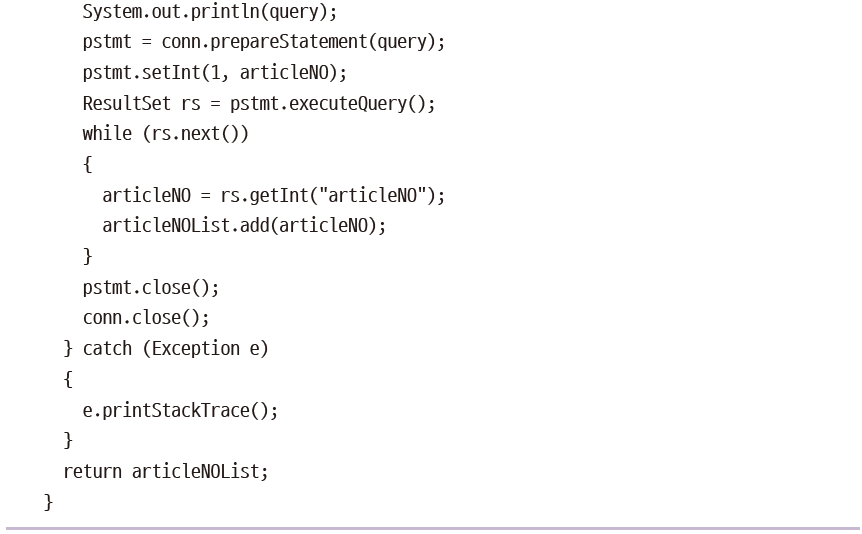 System.out.println(query);
pstmt = conn.prepareStatement(query);
pstmt.setInt(1, articleNO);
ResultSet rs = pstmt.executeQuery();
while (rs.next())
{
articleNO = rs.getInt("articleNO");
articleNOList.add(articleNO);
}
pstmt.close();
conn.close();
} catch (Exception e)
{
e.printStackTrace();
}
return articleNOList;
}